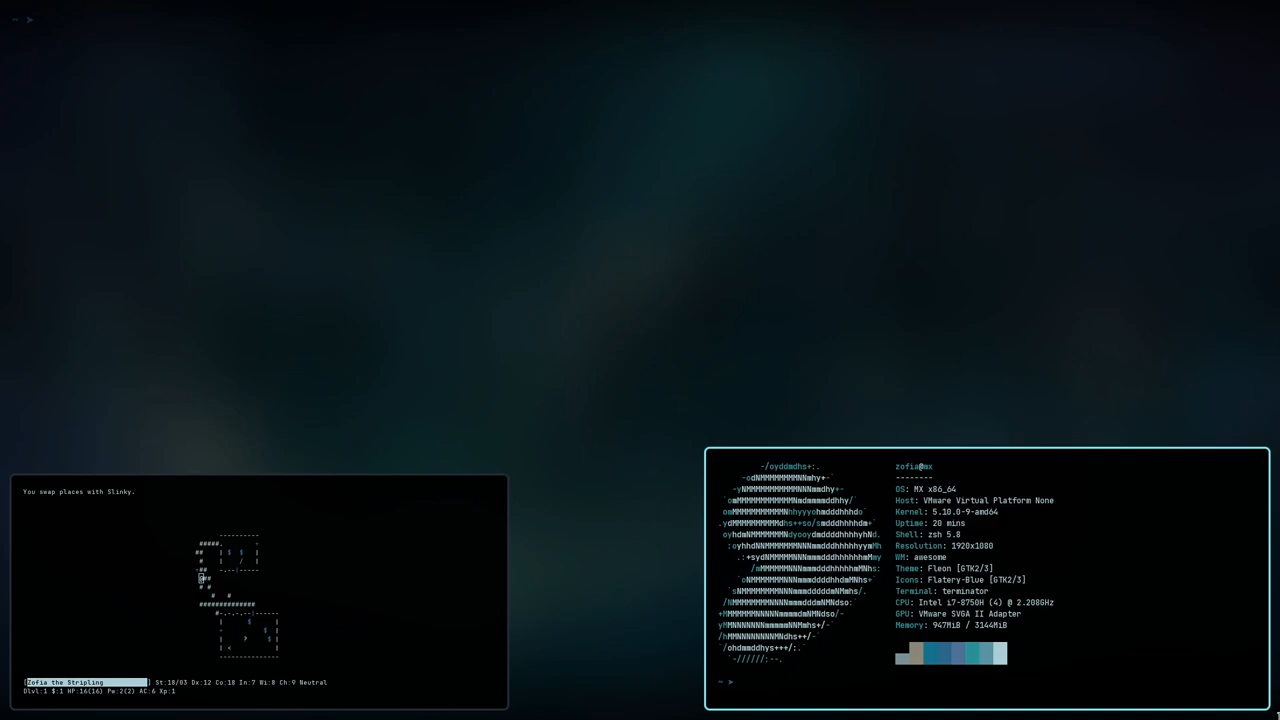 ~ ➤
You swap places with Slinky.
----------
#####.          -
##    | $  $   |
#    |    /   |
-##   -.--|-----
@##
# #
#   #
##############
#-.-.-.--|------
|      $      |
-          $  |
|     ?     $|
| <           |
---------------
[Zofia the Stripling          ] St:18/03 Dx:12 Co:18 In:7 Wi:8 Ch:9 Neutral
Dlvl:1 $:1 HP:16(16) Pw:2(2) AC:6 Xp:1
zofia@mx
--------
OS: MX x86_64
Host: VMware Virtual Platform None
Kernel: 5.10.0-9-amd64
Uptime: 20 mins
Shell: zsh 5.8
Resolution: 1920x1080
WM: awesome
Theme: Fleon [GTK2/3]
Icons: Flatery-Blue [GTK2/3]
Terminal: terminator
CPU: Intel i7-8750H (4) @ 2.208GHz
GPU: VMware SVGA II Adapter
Memory: 947MiB / 3144MiB
~ ➤